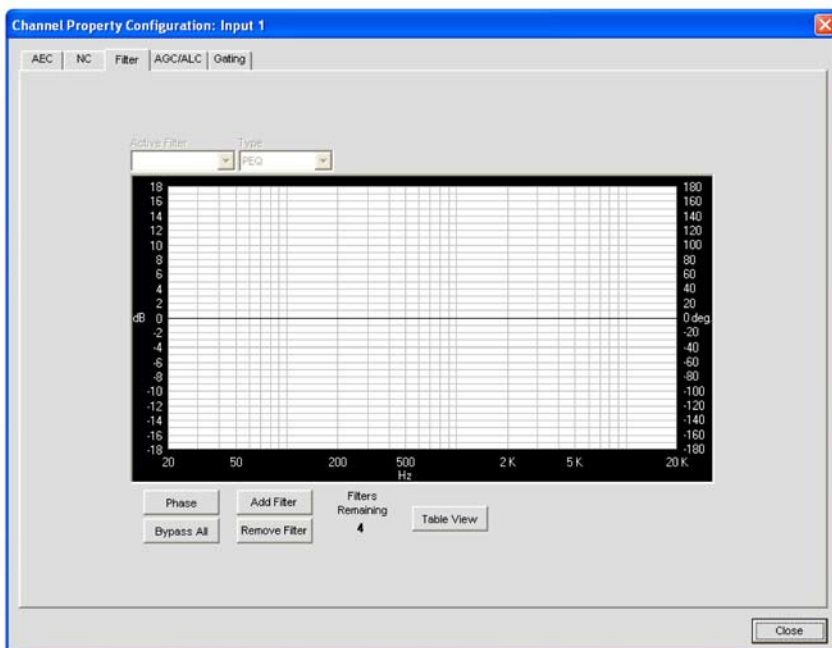 Channel Property Configuration: Input 1
AEC NC Filter AGC/ALC Gating
Active Filter Type
PEQ
18 180
16 160
14 140
12 120
10 100
8 80
6 60
4 40
2 20
dB 0 0 deg.
-2 -20
-4 -40
-6 -60
-8 -80
-10 -100
-12 -120
-14 -140
-16 -160
-18 -180
20 50 200 500 2 K 5 K 20 K
Hz
Phase Add Filter Filters Remaining 4 Table View
Bypass All Remove Filter
Close